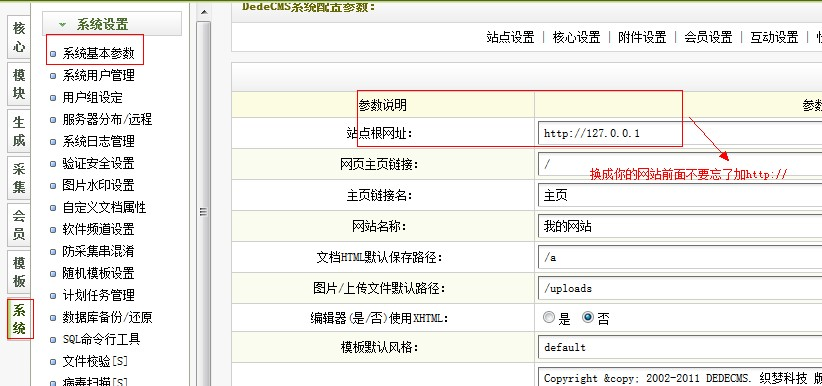 核心
模块
生成
采集
会员
模板
系统
系统设置
系统基本参数
系统用户管理
用户组设定
服务器分布/远程
系统日志管理
验证安全设置
图片水印设置
自定义文档属性
软件频道设置
防采集串混淆
随机模板设置
计划任务管理
数据库备份/还原
SQL命令行工具
文件校验[S]
病毒扫描[S]
DedeCMS系统配置参数：
站点设置 | 核心设置 | 附件设置 | 会员设置 | 互动设置 |
参数说明 参数
站点根网址： http://127.0.0.1
换成你的网站前面不要忘了加http://
网页主页链接： /
主页链接名： 主页
网站名称： 我的网站
文档HTML默认保存路径： /a
图片/上传文件默认路径： /uploads
编辑器(是/否)使用XHTML： 是 否
模板默认风格： default
Copyright &copy; 2002-2011 DEDECMS. 织梦科技 版